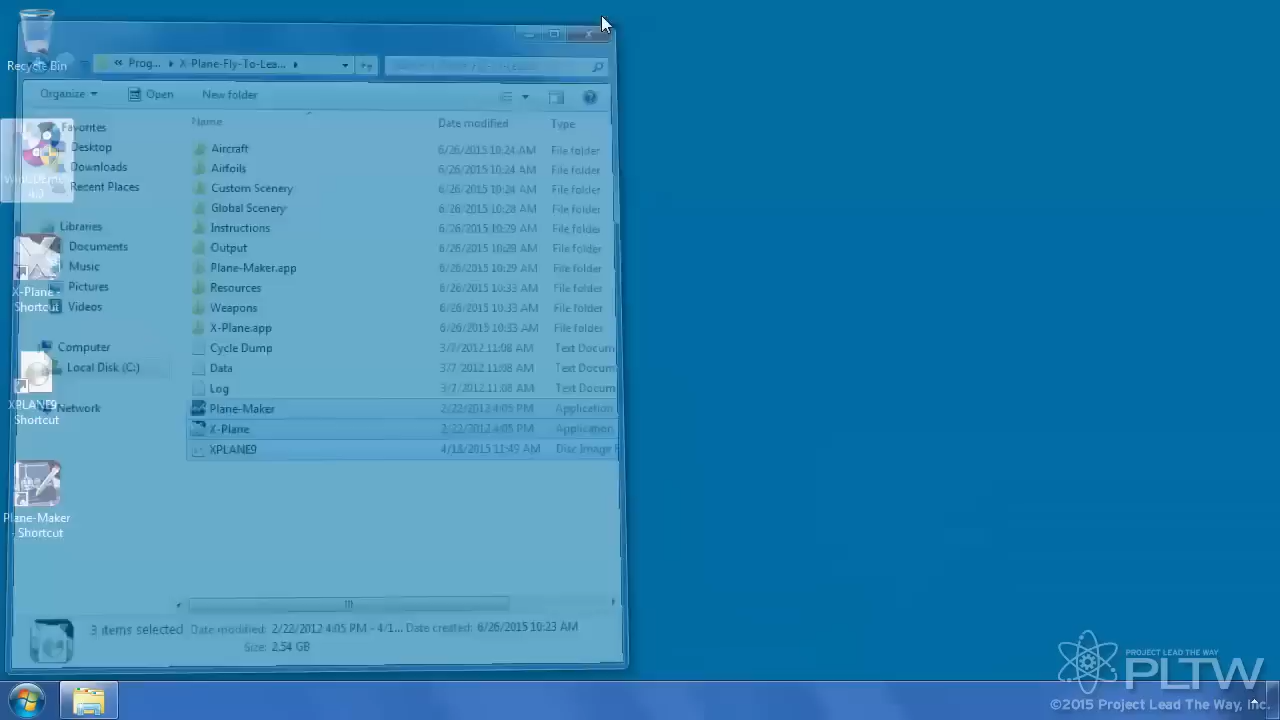 Recycle Bin
« Prog... ▸ X-Plane-Fly-To-Lea... ▸
Organize Open New folder
Name Date modified Type
Favorites
Desktop
Downloads
Recent Places
Libraries
Documents
Music
Pictures
Videos
Computer
Local Disk (C:)
Network
Aircraft 6/26/2015 10:24 AM File folder
Airfoils 6/26/2015 10:24 AM File folder
Custom Scenery 6/26/2015 10:24 AM File folder
Global Scenery 6/26/2015 10:28 AM File folder
Instructions 6/26/2015 10:29 AM File folder
Output 6/26/2015 10:29 AM File folder
Plane-Maker.app 6/26/2015 10:29 AM File folder
Resources 6/26/2015 10:33 AM File folder
Weapons 6/26/2015 10:33 AM File folder
X-Plane.app 6/26/2015 10:33 AM File folder
Cycle Dump 3/7/2012 11:08 AM Text Docum
Data 3/7/2012 11:08 AM Text Docum
Log 3/7/2012 11:08 AM Text Docum
Plane-Maker 2/22/2012 4:05 PM Application
X-Plane 2/22/2012 4:05 PM Application
XPLANE9 4/18/2015 11:49 AM Disc Image F
X-Plane -
Shortcut
XPLANE9 -
Shortcut
Plane-Maker
- Shortcut
3 items selected Date modified: 2/22/2012 4:05 PM - 4/1... Date created: 6/26/2015 10:23 AM
Size: 2.54 GB
PROJECT LEAD THE WAY
PLTW
©2015 Project Lead The Way, Inc.